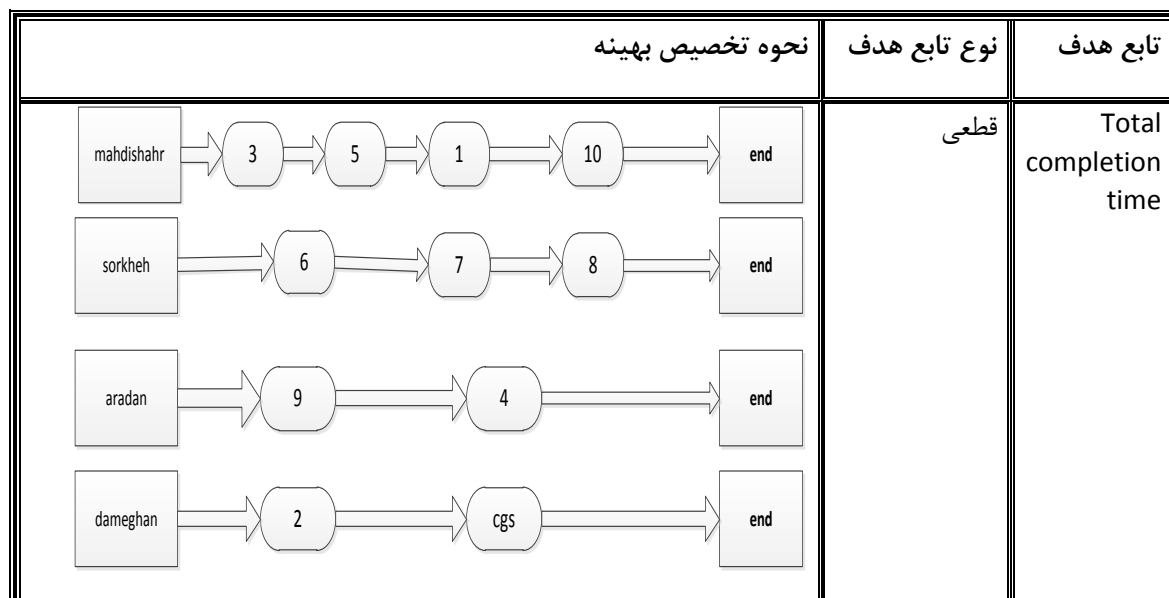 تابع هدف
نوع تابع هدف
نحوه تخصیص بهینه
Total
completion
time
قطعی
mahdishahr 3 5 1 10 end
sorkheh 6 7 8 end
aradan 9 4 end
dameghan 2 cgs end